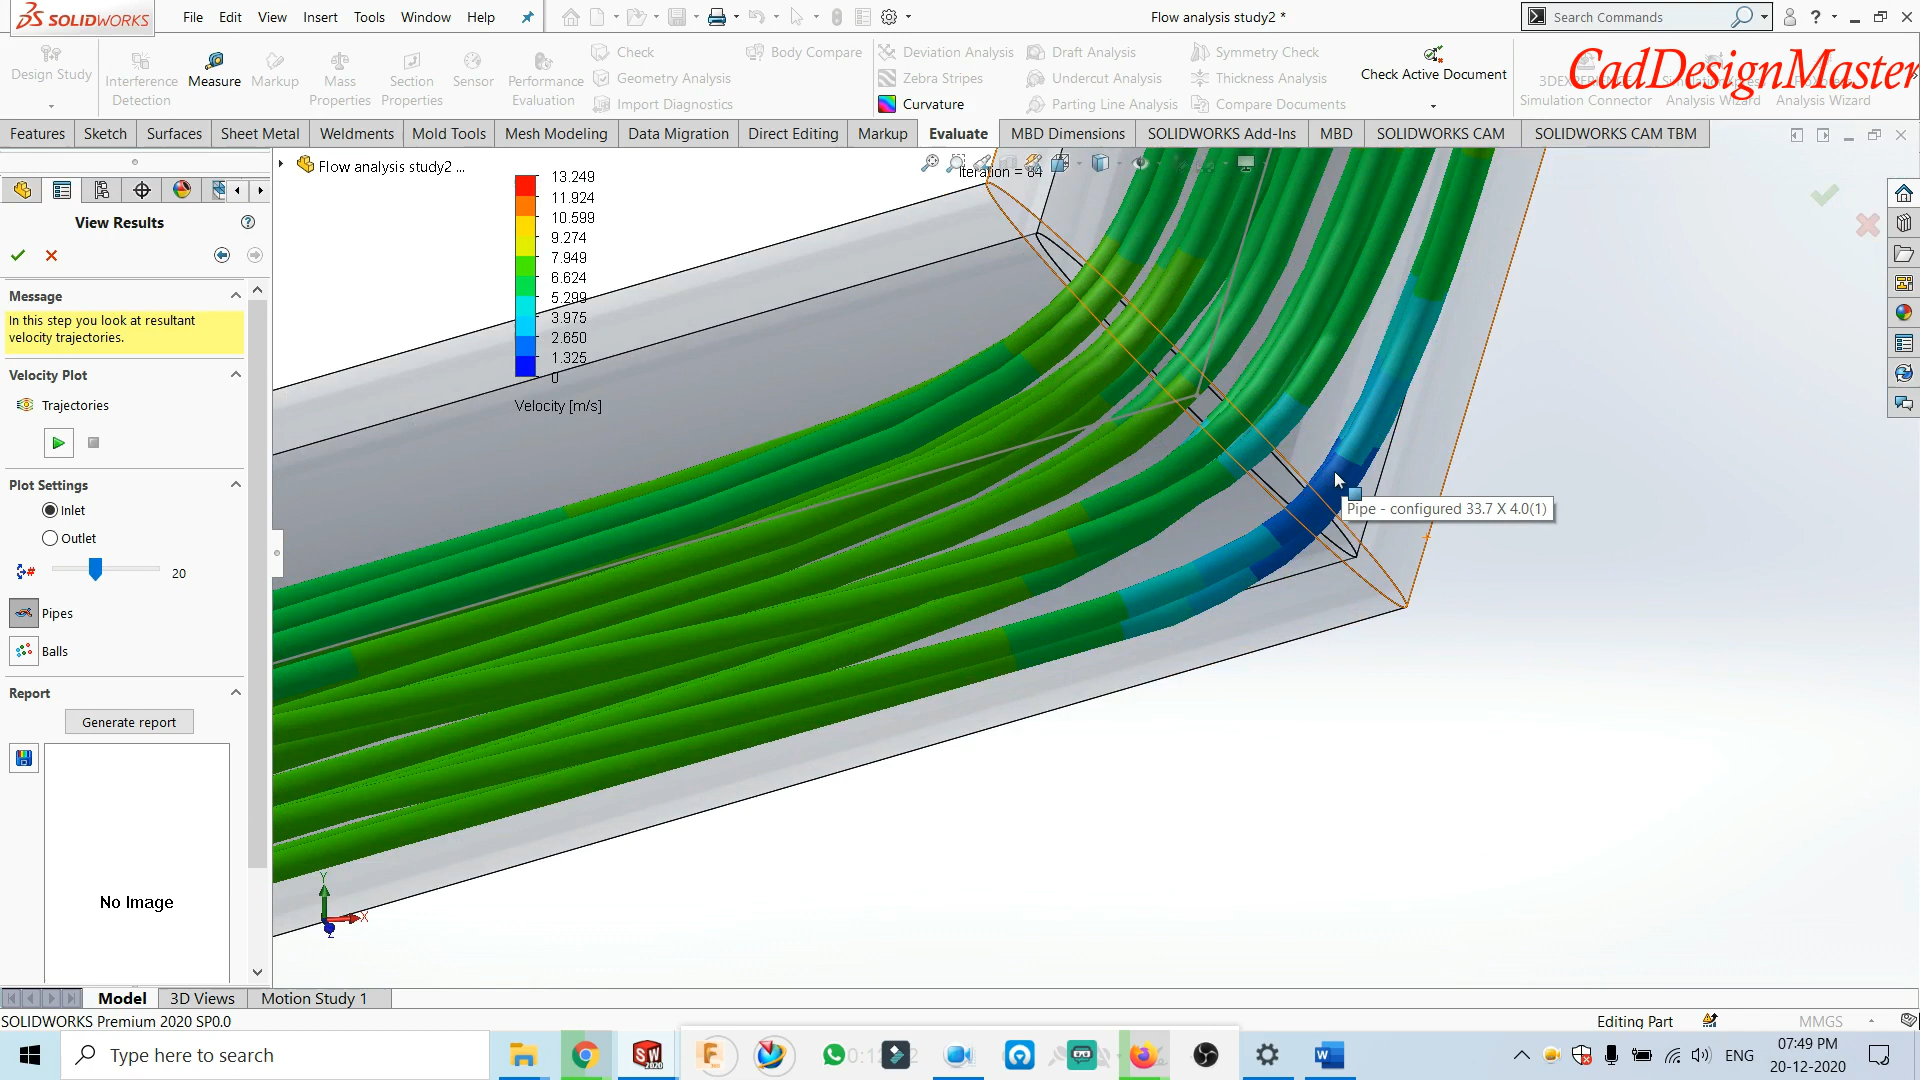 SOLIDWORKS File Edit View Insert Tools Window Help Flow analysis study2 * Search Commands
Design Study
Interference Detection
Measure
Markup
Mass Properties
Section Properties
Sensor
Performance Evaluation
Check
Geometry Analysis
Import Diagnostics
Body Compare
Deviation Analysis
Zebra Stripes
Curvature
Draft Analysis
Undercut Analysis
Parting Line Analysis
Symmetry Check
Thickness Analysis
Compare Documents
Check Active Document
CadDesignMaster
Simulation Connector
Analysis Wizard
Analysis Wizard
Features Sketch Surfaces Sheet Metal Weldments Mold Tools Mesh Modeling Data Migration Direct Editing Markup Evaluate MBD Dimensions SOLIDWORKS Add-Ins MBD SOLIDWORKS CAM SOLIDWORKS CAM TBM
Flow analysis study2 ...
Iteration = 64
View Results
Message
In this step you look at resultant
velocity trajectories.
Velocity Plot
Trajectories
Plot Settings
Inlet
Outlet
20
Pipes
Balls
Report
Generate report
No Image
13.249
11.924
10.599
9.274
7.949
6.624
5.299
3.975
2.650
1.325
0
Velocity [m/s]
Pipe - configured 33.7 X 4.0(1)
Y
X
Z
Model 3D Views Motion Study 1
SOLIDWORKS Premium 2020 SP0.0 Editing Part MMGS
Type here to search
ENG
07:49 PM
20-12-2020